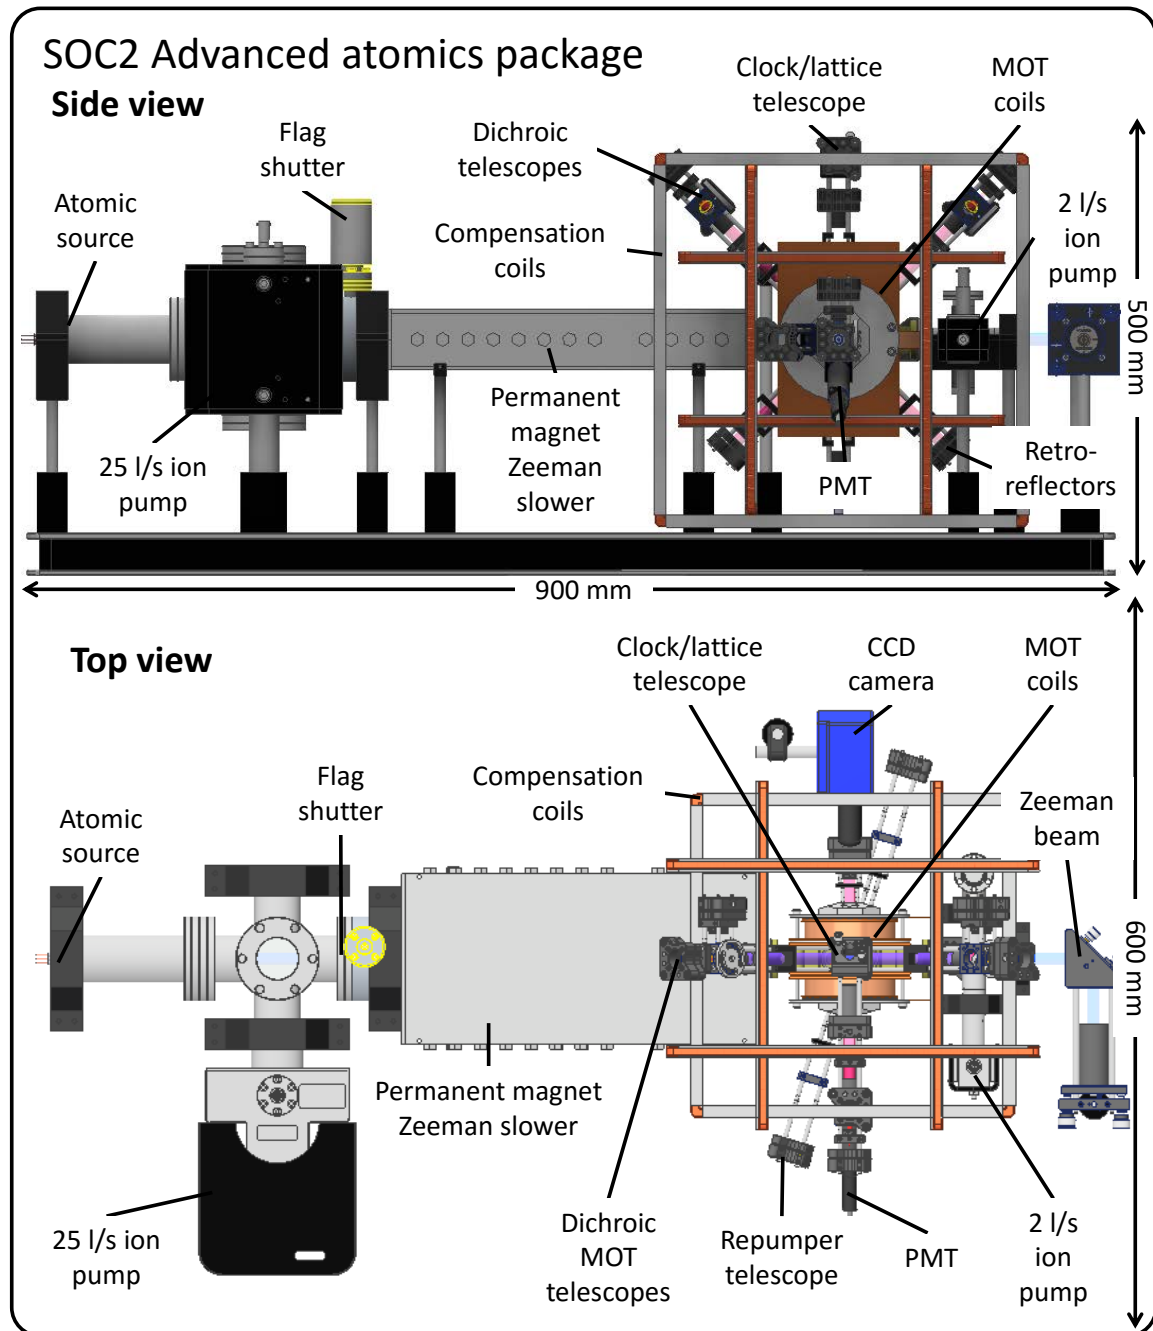 SOC2 Advanced atomics package
Side view
Clock/lattice
telescope
MOT
coils
Flag
shutter
Dichroic
telescopes
Atomic
source
2 l/s
ion
pump
Compensation
coils
500 mm
Permanent
magnet
Zeeman
slower
25 l/s ion
pump
PMT
Retro-
reflectors
900 mm
Top view
Clock/lattice
telescope
CCD
camera
MOT
coils
Flag
shutter
Compensation
coils
Zeeman
beam
Atomic
source
600 mm
Permanent magnet
Zeeman slower
25 l/s ion
pump
Dichroic
MOT
telescopes
Repumper
telescope
PMT
2 l/s
ion
pump